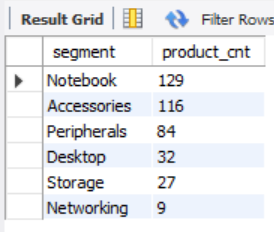 Result Grid Filter Rows
segment product_cnt
Notebook 129
Accessories 116
Peripherals 84
Desktop 32
Storage 27
Networking 9